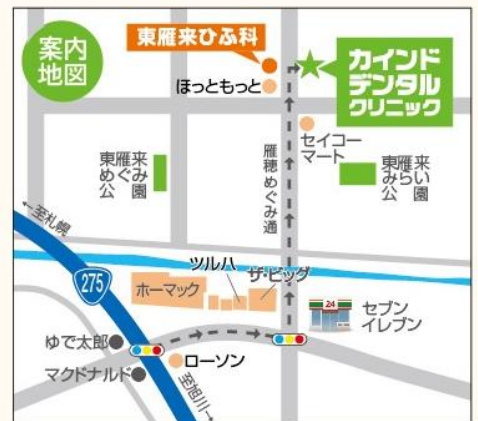 案内
地図
東雁来ひふ科
ほっともっと
カインド
デンタル
クリニック
セイコー
マート
東雁来
めぐみ
公園
雁穂めぐみ通
東雁来
みらい
公園
←至札幌
275
ツルハ
ザ・ビッグ
ホーマック
24
セブン
イレブン
ゆで太郎
マクドナルド
ローソン
至旭川→